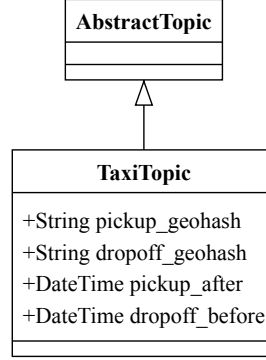 AbstractTopic
TaxiTopic
+String pickup_geohash
+String dropoff_geohash
+DateTime pickup_after
+DateTime dropoff_before